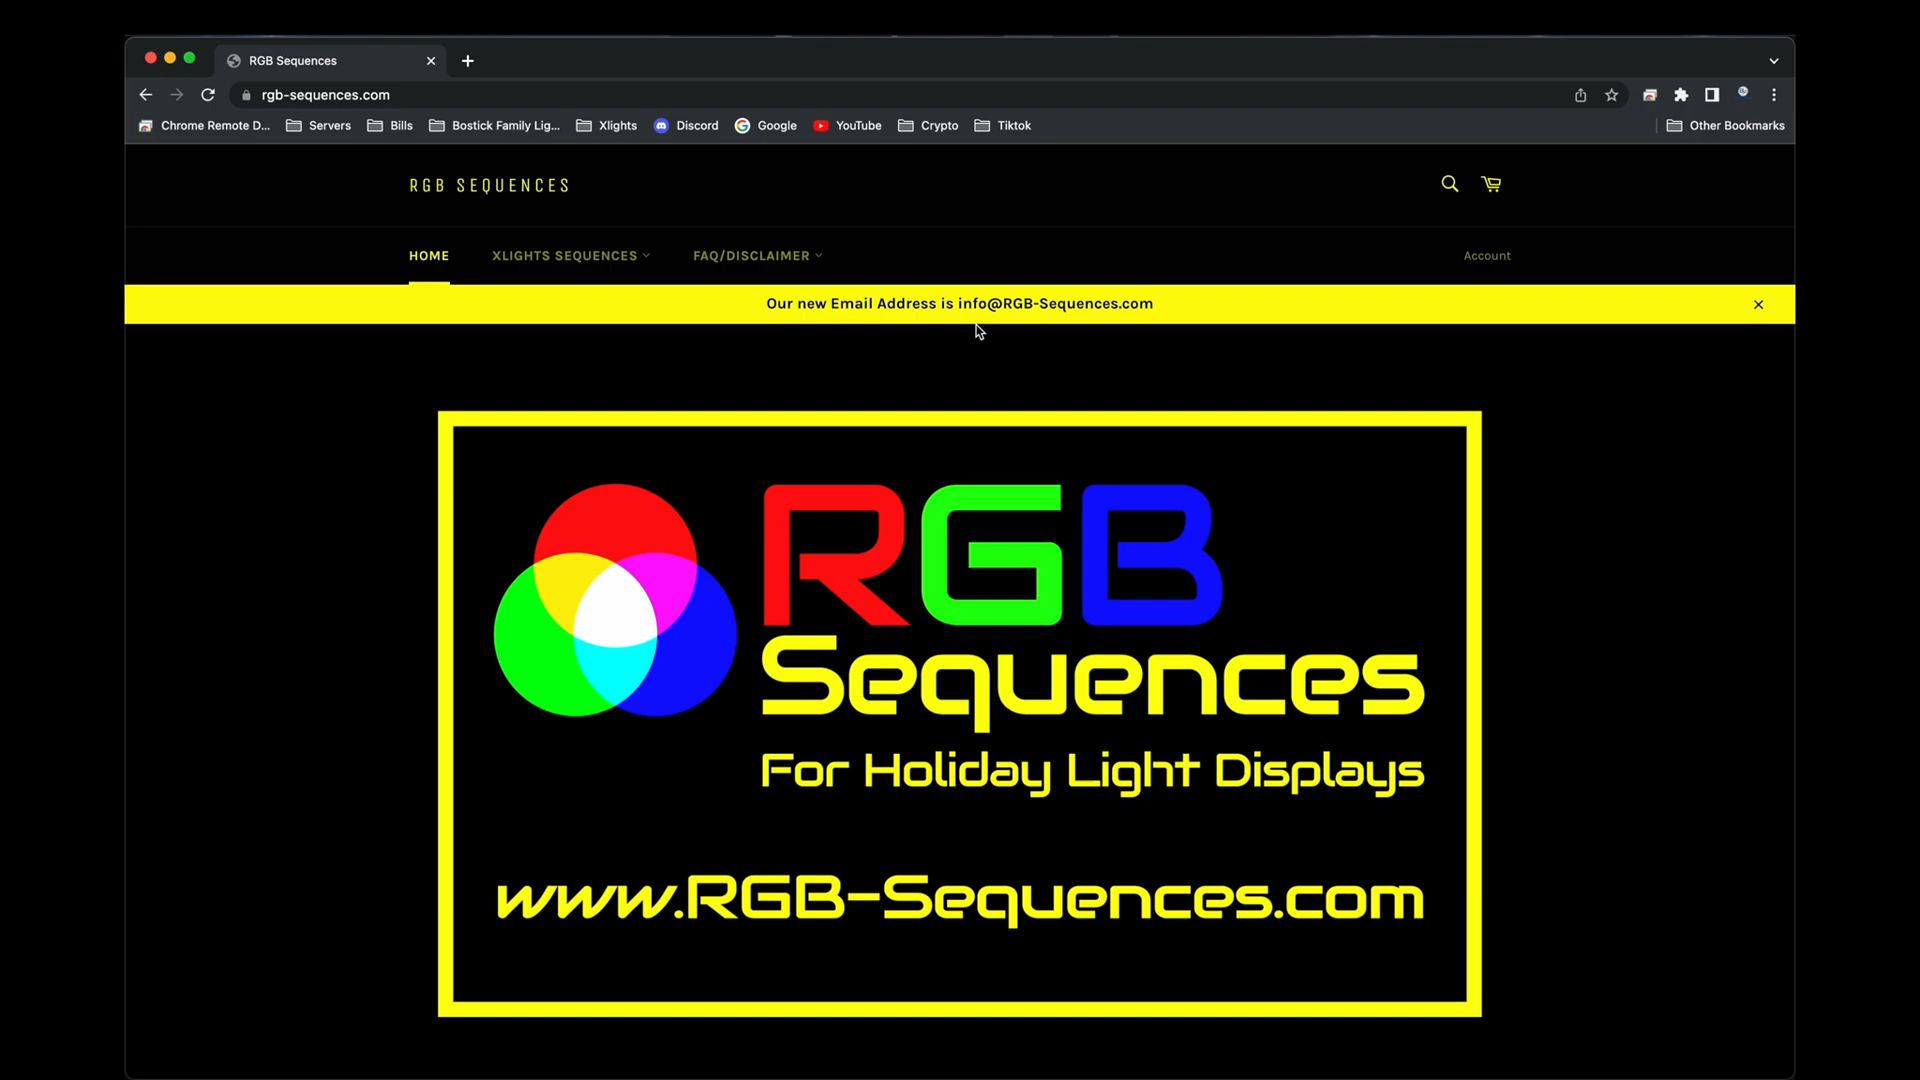 RGB Sequences
rgb-sequences.com
Chrome Remote D... Servers Bills Bostick Family Lig... Xlights Discord Google YouTube Crypto Tiktok Other Bookmarks
RGB SEQUENCES
HOME XLIGHTS SEQUENCES FAQ/DISCLAIMER Account
Our new Email Address is info@RGB-Sequences.com
RGB
Sequences
For Holiday Light Displays
www.RGB-Sequences.com